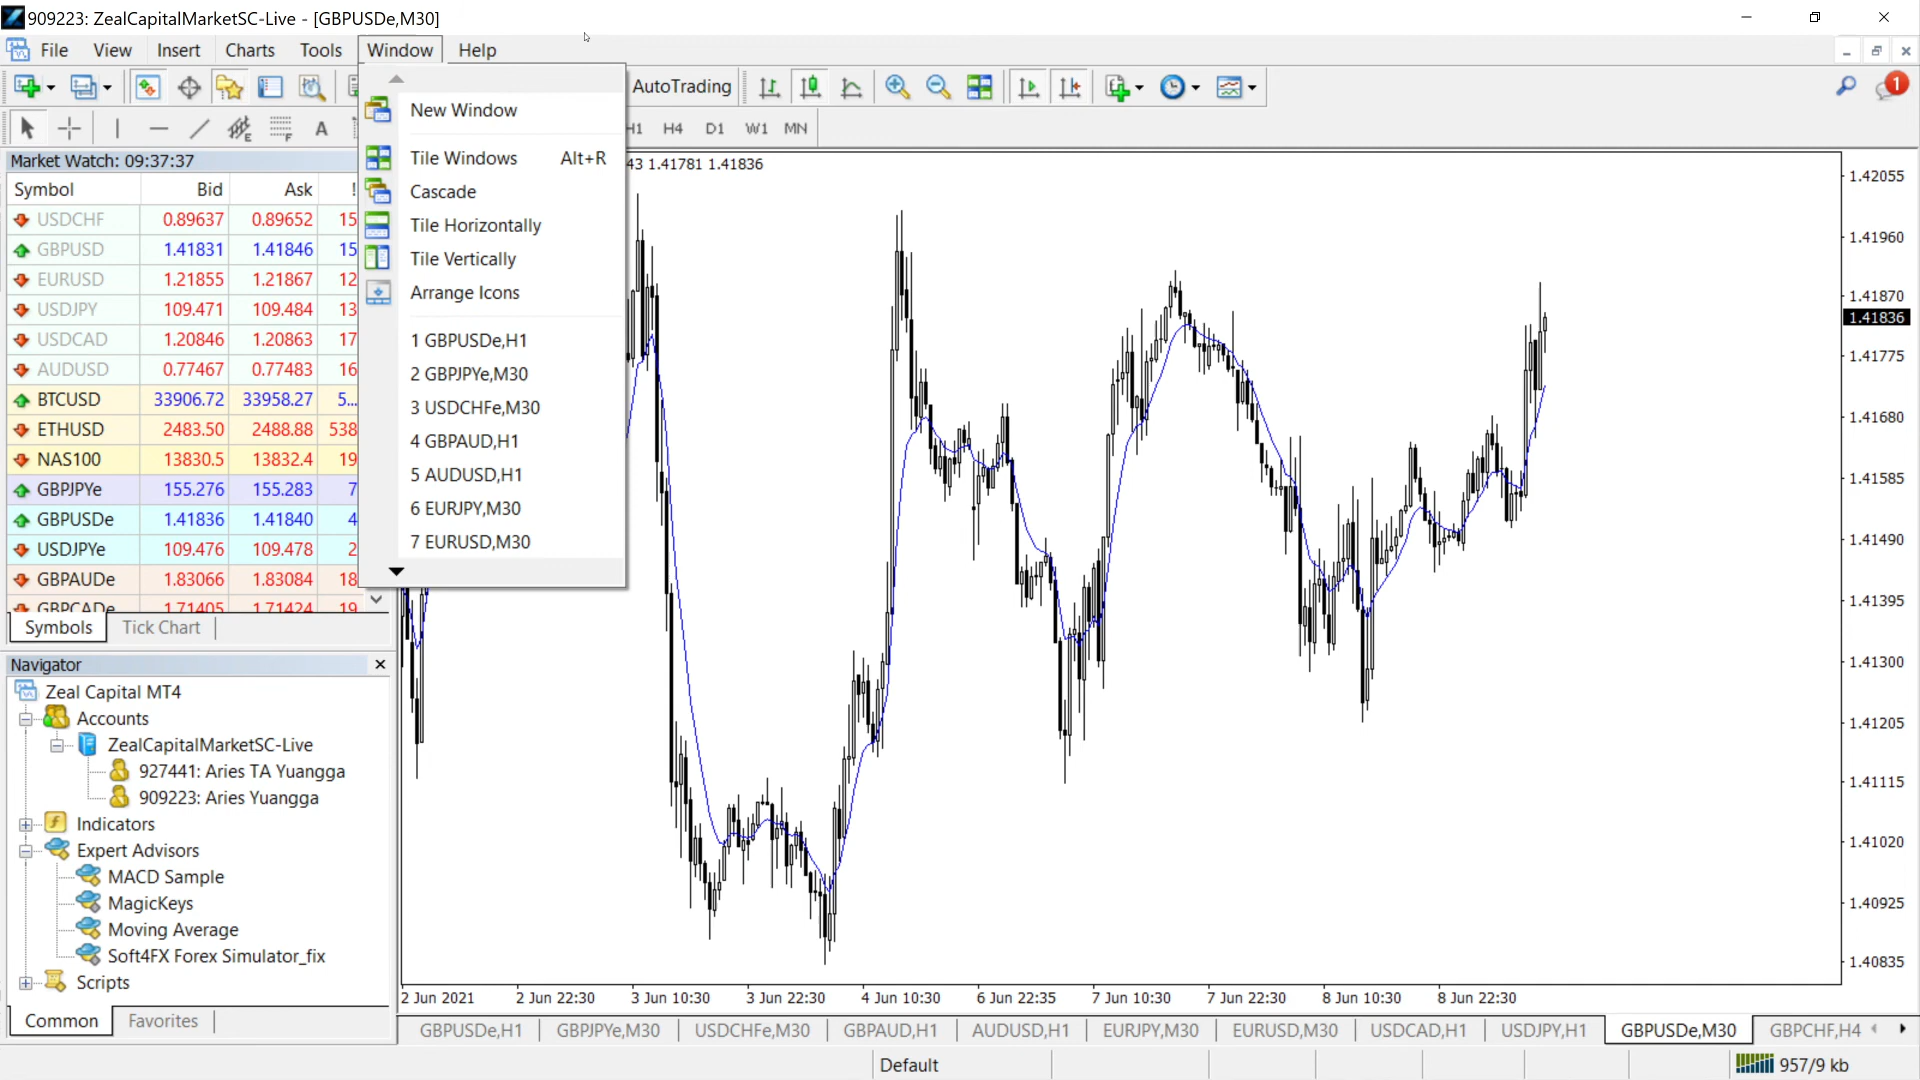 909223: ZealCapitalMarketSC-Live - [GBPUSDe,M30]
File View Insert Charts Tools Window Help
AutoTrading 1
A H1 H4 D1 W1 MN
Market Watch: 09:37:37
Symbol Bid Ask !
USDCHF 0.89637 0.89652 15
GBPUSD 1.41831 1.41846 15
EURUSD 1.21855 1.21867 12
USDJPY 109.471 109.484 13
USDCAD 1.20846 1.20863 17
AUDUSD 0.77467 0.77483 16
BTCUSD 33906.72 33958.27 5...
ETHUSD 2483.50 2488.88 538
NAS100 13830.5 13832.4 19
GBPJPYe 155.276 155.283 7
GBPUSDe 1.41836 1.41840 4
USDJPYe 109.476 109.478 2
GBPAUDe 1.83066 1.83084 18
GBPCADe 1.71405 1.71424 19
Symbols Tick Chart
New Window
Tile Windows Alt+R
Cascade
Tile Horizontally
Tile Vertically
Arrange Icons
1 GBPUSDe,H1
2 GBPJPYe,M30
3 USDCHFe,M30
4 GBPAUD,H1
5 AUDUSD,H1
6 EURJPY,M30
7 EURUSD,M30
43 1.41781 1.41836
1.42055
1.41960
1.41870
1.41836
1.41775
1.41680
1.41585
1.41490
1.41395
1.41300
1.41205
1.41115
1.41020
1.40925
1.40835
Navigator
Zeal Capital MT4
Accounts
ZealCapitalMarketSC-Live
927441: Aries TA Yuangga
909223: Aries Yuangga
Indicators
Expert Advisors
MACD Sample
MagicKeys
Moving Average
Soft4FX Forex Simulator_fix
Scripts
Common Favorites
2 Jun 2021 2 Jun 22:30 3 Jun 10:30 3 Jun 22:30 4 Jun 10:30 6 Jun 22:35 7 Jun 10:30 7 Jun 22:30 8 Jun 10:30 8 Jun 22:30
GBPUSDe,H1 GBPJPYe,M30 USDCHFe,M30 GBPAUD,H1 AUDUSD,H1 EURJPY,M30 EURUSD,M30 USDCAD,H1 USDJPY,H1 GBPUSDe,M30 GBPCHF,H4
Default 957/9 kb